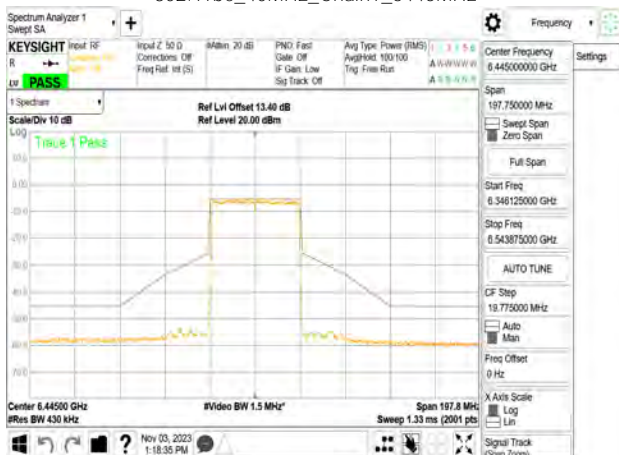 Spectrum Analyzer 1
Swept SA
+
Frequency
KEYSIGHT
Input: RF
Input Z: 50 Ω
#Atten: 20 dB
PNO: Fast
Avg Type: Power (RMS)
Corrections: Off
Gate: Off
Avg|Hold: 100/100
Freq Ref: Int (S)
IF Gain: Low
Trig: Free Run
Sig Track: Off
R
PASS
Center Frequency
6.445000000 GHz
Settings
Span
197.750000 MHz
Swept Span
Zero Span
Full Span
Start Freq
6.346125000 GHz
Stop Freq
6.543875000 GHz
AUTO TUNE
CF Step
19.775000 MHz
Auto
Man
Freq Offset
0 Hz
X Axis Scale
Log
Lin
Signal Track
(Span Zoom)
1 Spectrum
Scale/Div 10 dB
Ref Lvl Offset 13.40 dB
Ref Level 20.00 dBm
Log
Trace 1 Pass
Center 6.44500 GHz
#Video BW 1.5 MHz*
Span 197.8 MHz
#Res BW 430 kHz
Sweep 1.33 ms (2001 pts
?
Nov 03, 2023
1:18:35 PM